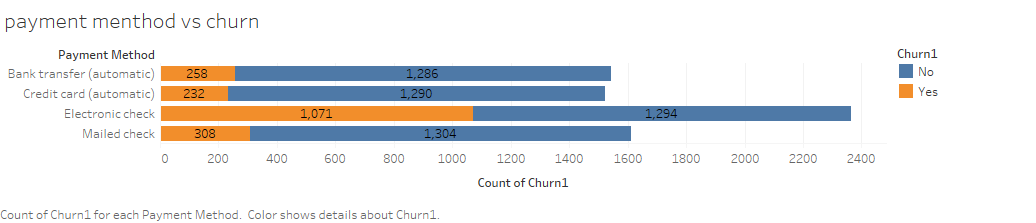 payment menthod vs churn
Payment Method
Bank transfer (automatic) 258 1,286
Credit card (automatic) 232 1,290
Electronic check 1,071 1,294
Mailed check 308 1,304
0 200 400 600 800 1000 1200 1400 1600 1800 2000 2200 2400
Count of Churn1
Churn1
No
Yes
Count of Churn1 for each Payment Method. Color shows details about Churn1.